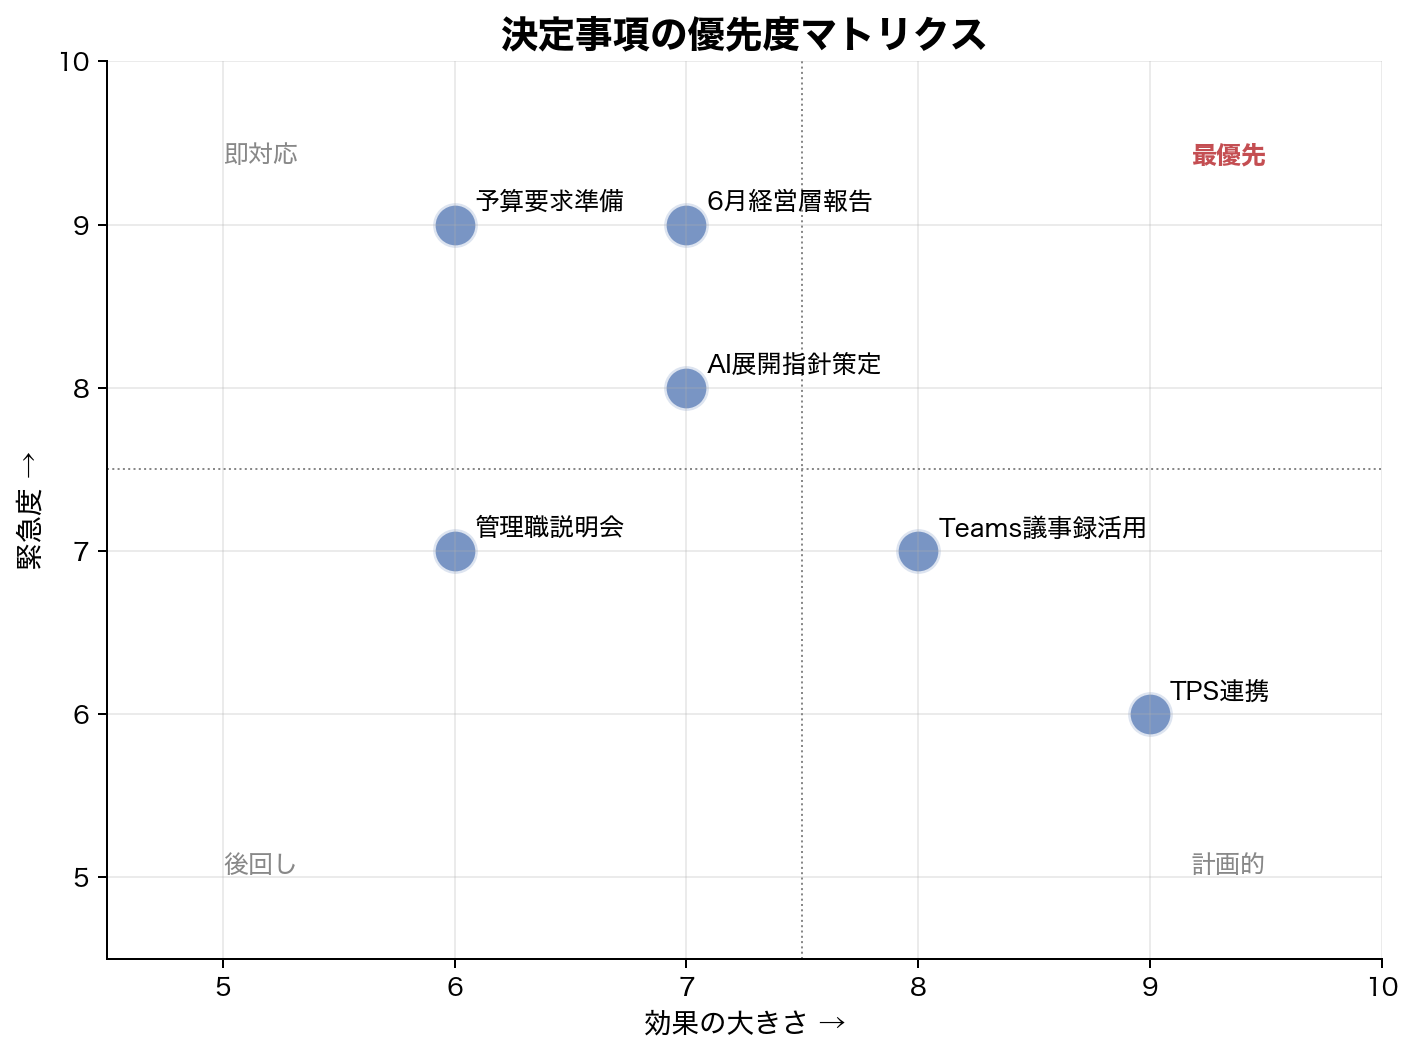 決定事項の優先度マトリクス
10
即対応
最優先
予算要求準備
6月経営層報告
9
AI展開指針策定
8
緊急度 →
管理職説明会
Teams議事録活用
7
TPS連携
6
後回し
計画的
5
5 6 7 8 9 10
効果の大きさ →